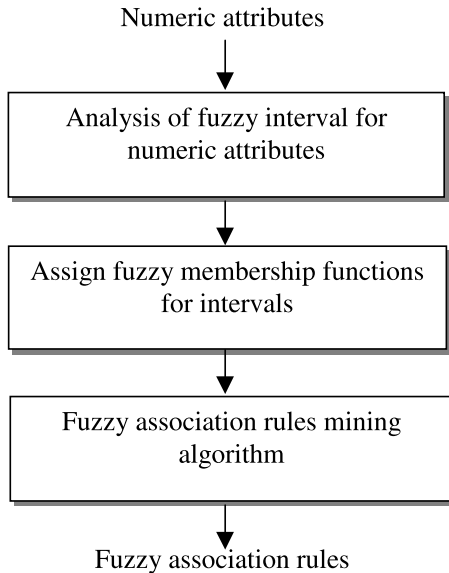 Numeric attributes
Analysis of fuzzy interval for
numeric attributes
Assign fuzzy membership functions
for intervals
Fuzzy association rules mining
algorithm
Fuzzy association rules